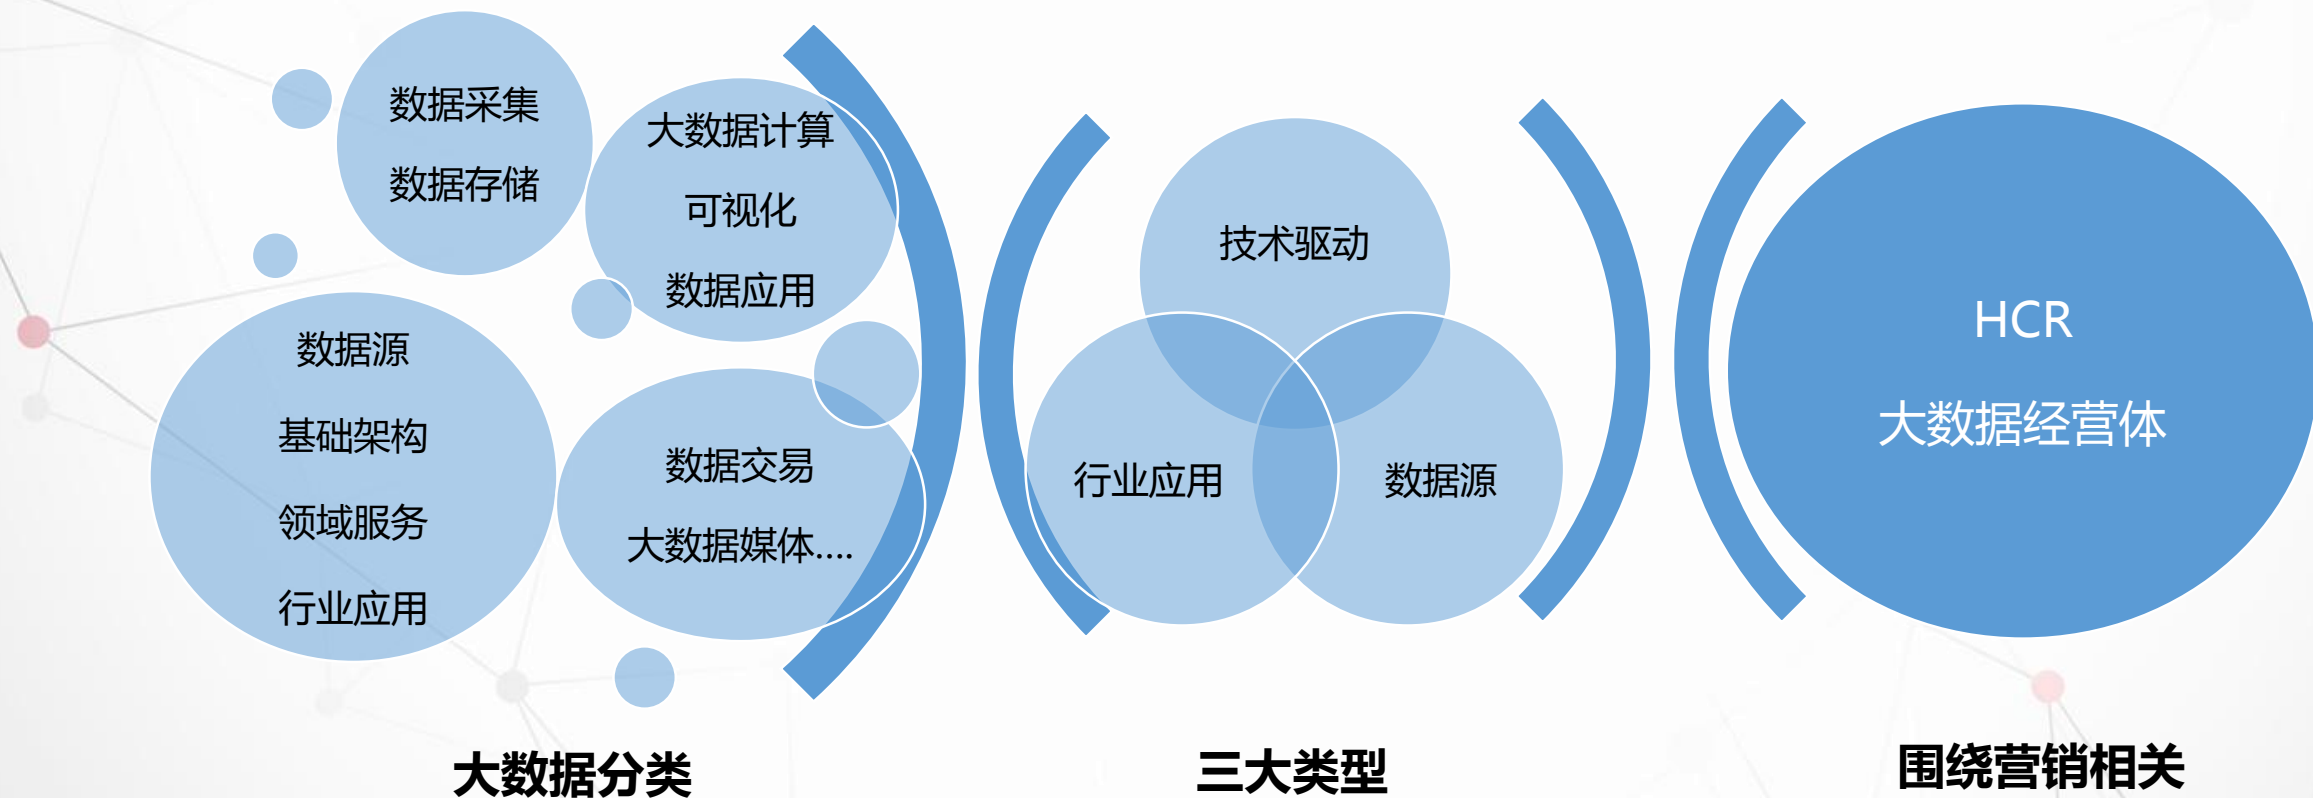 数据采集
数据存储
大数据计算
可视化
数据应用
数据源
基础架构
领域服务
行业应用
数据交易
大数据媒体....
大数据分类
技术驱动
行业应用
数据源
三大类型
HCR
大数据经营体
围绕营销相关